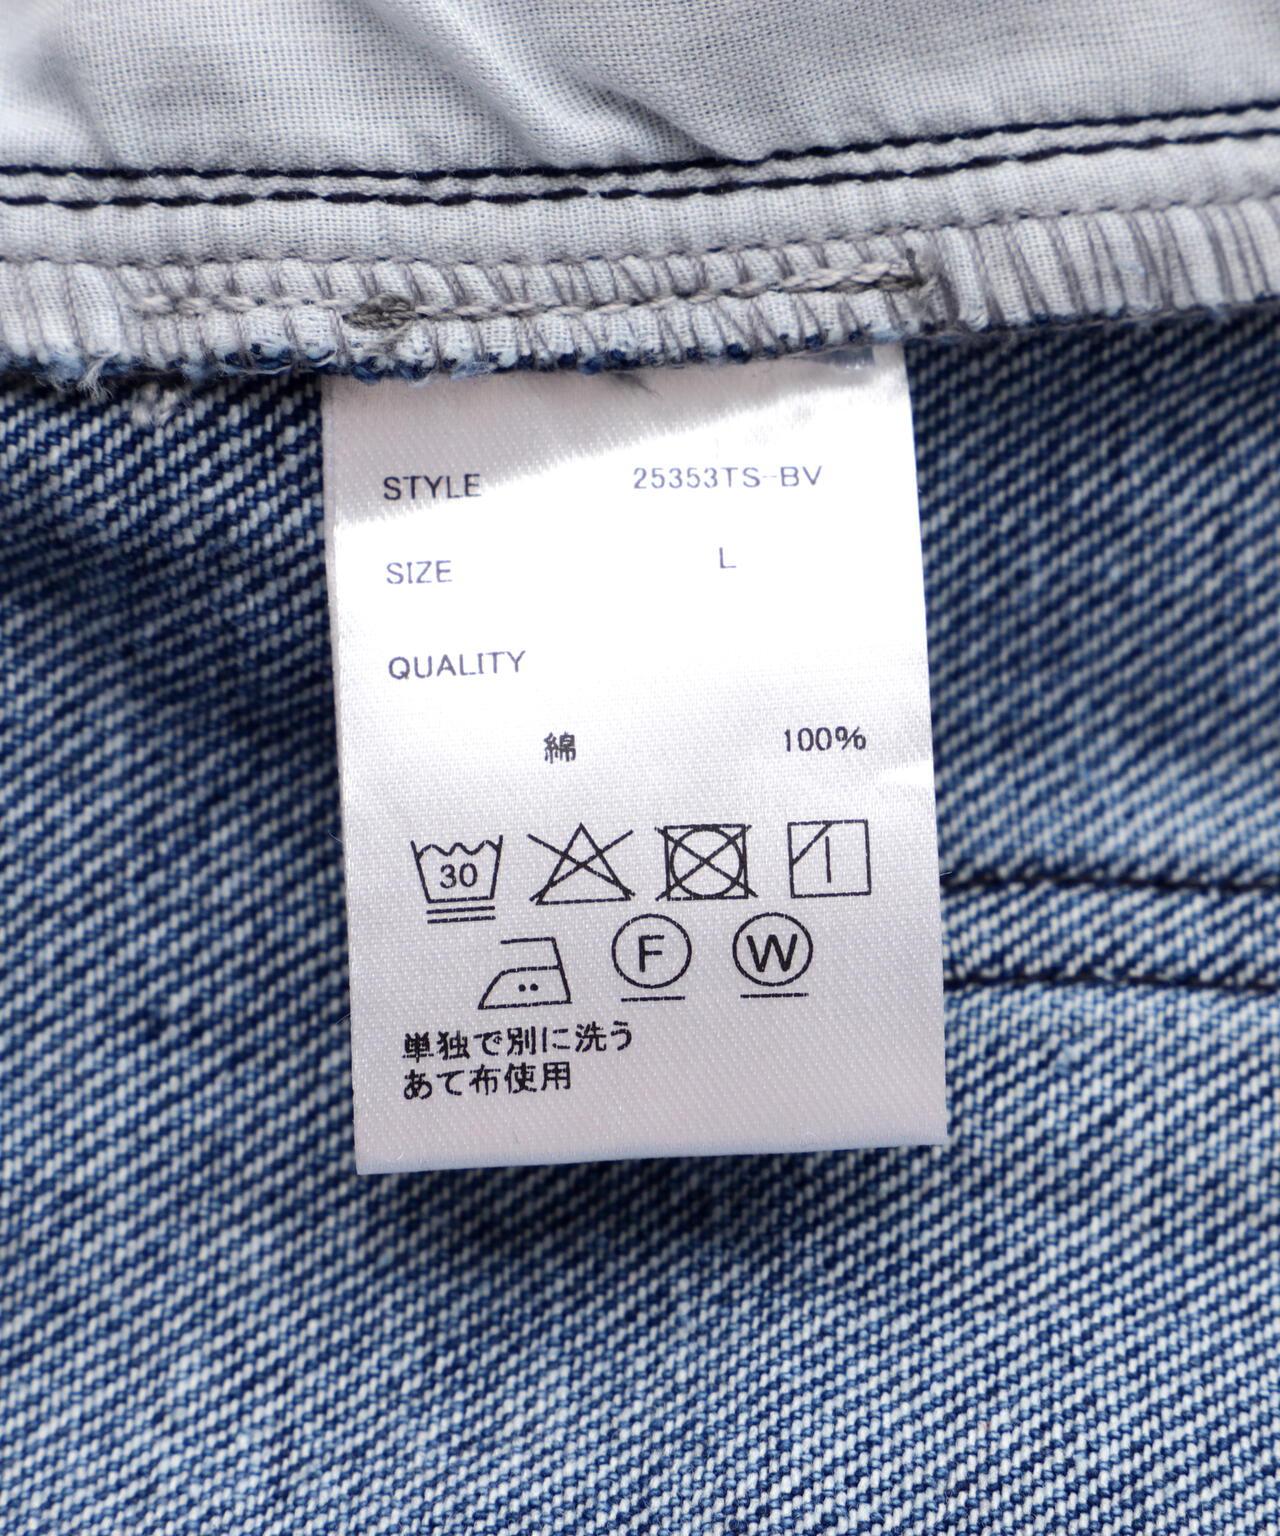 STYLE 25353TS-BV
SIZE L
QUALITY
綿 100%
30
F W
単独で別に洗う
あて布使用